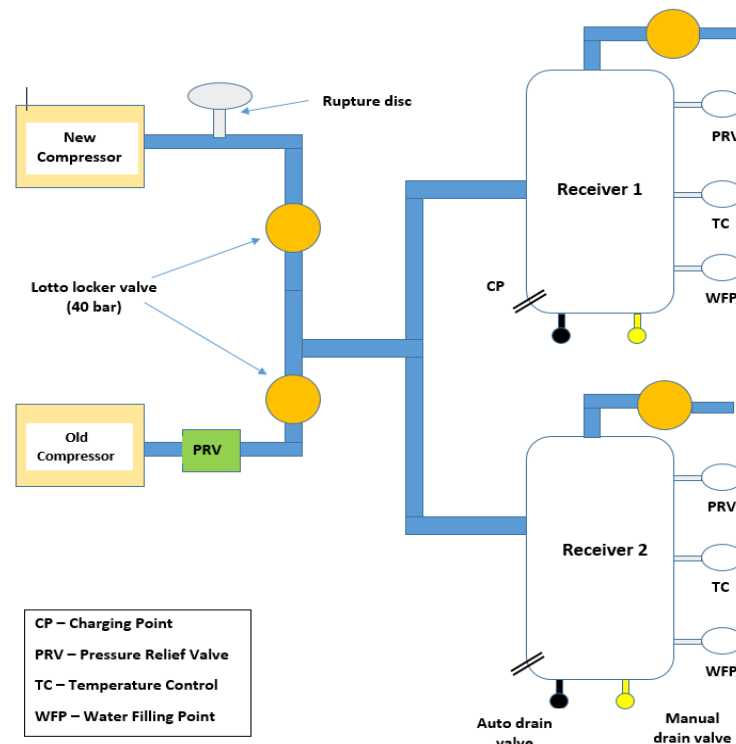 Rupture disc
New
Compressor
PRV
Receiver 1
TC
Lotto locker valve
(40 bar)
CP
WFP
Old
Compressor
PRV
PRV
Receiver 2
TC
CP – Charging Point
PRV – Pressure Relief Valve
TC – Temperature Control
WFP – Water Filling Point
WFP
Auto drain
valve
Manual
drain valve